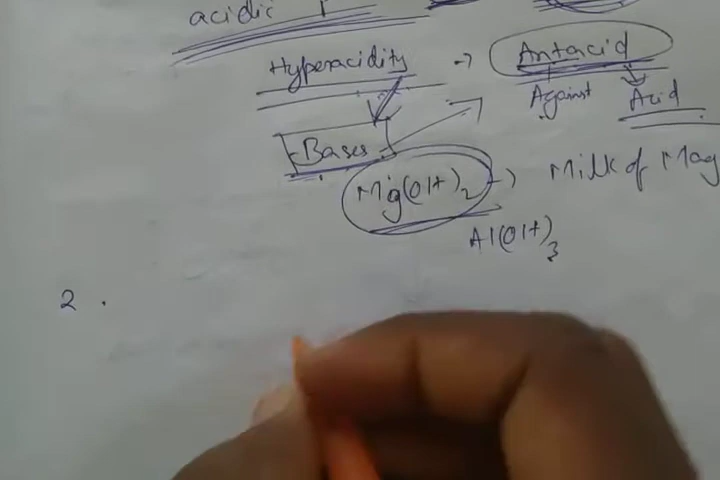 acidic
Hyperacidity → Antacid
Against Acid
Bases
Mg(OH)2 → Milk of Mag
Al(OH)3
2.